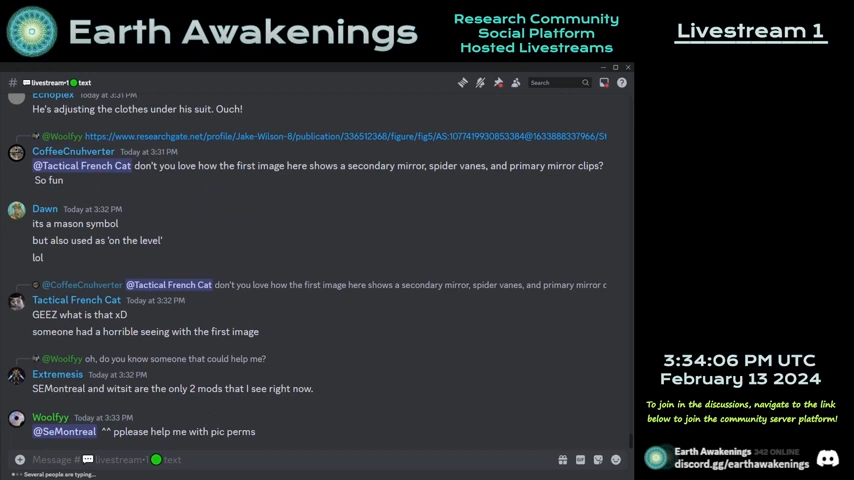 Earth Awakenings
Research Community
Social Platform
Hosted Livestreams
Livestream 1
# livestream•1 text
Search
Echoplex Today at 3:31 PM
He's adjusting the clothes under his suit. Ouch!
@Woolfyy https://www.researchgate.net/profile/Jake-Wilson-8/publication/336512368/figure/fig5/AS:1077419930853384@1633888337966/St
CoffeeCnuhverter Today at 3:31 PM
@Tactical French Cat don't you love how the first image here shows a secondary mirror, spider vanes, and primary mirror clips?
So fun
Dawn Today at 3:32 PM
its a mason symbol
but also used as 'on the level'
lol
@CoffeeCnuhverter @Tactical French Cat don't you love how the first image here shows a secondary mirror, spider vanes, and primary mirror c
Tactical French Cat Today at 3:32 PM
GEEZ what is that xD
someone had a horrible seeing with the first image
@Woolfyy oh, do you know someone that could help me?
Extremesis Today at 3:32 PM
SEMontreal and witsit are the only 2 mods that I see right now.
Woolfyy Today at 3:33 PM
@SeMontreal ^^ pplease help me with pic perms
Message # livestream•1 text
GIF
Several people are typing...
3:34:06 PM UTC
February 13 2024
To join in the discussions, navigate to the link
below to join the community server platform!
Earth Awakenings 342 ONLINE
discord.gg/earthawakenings